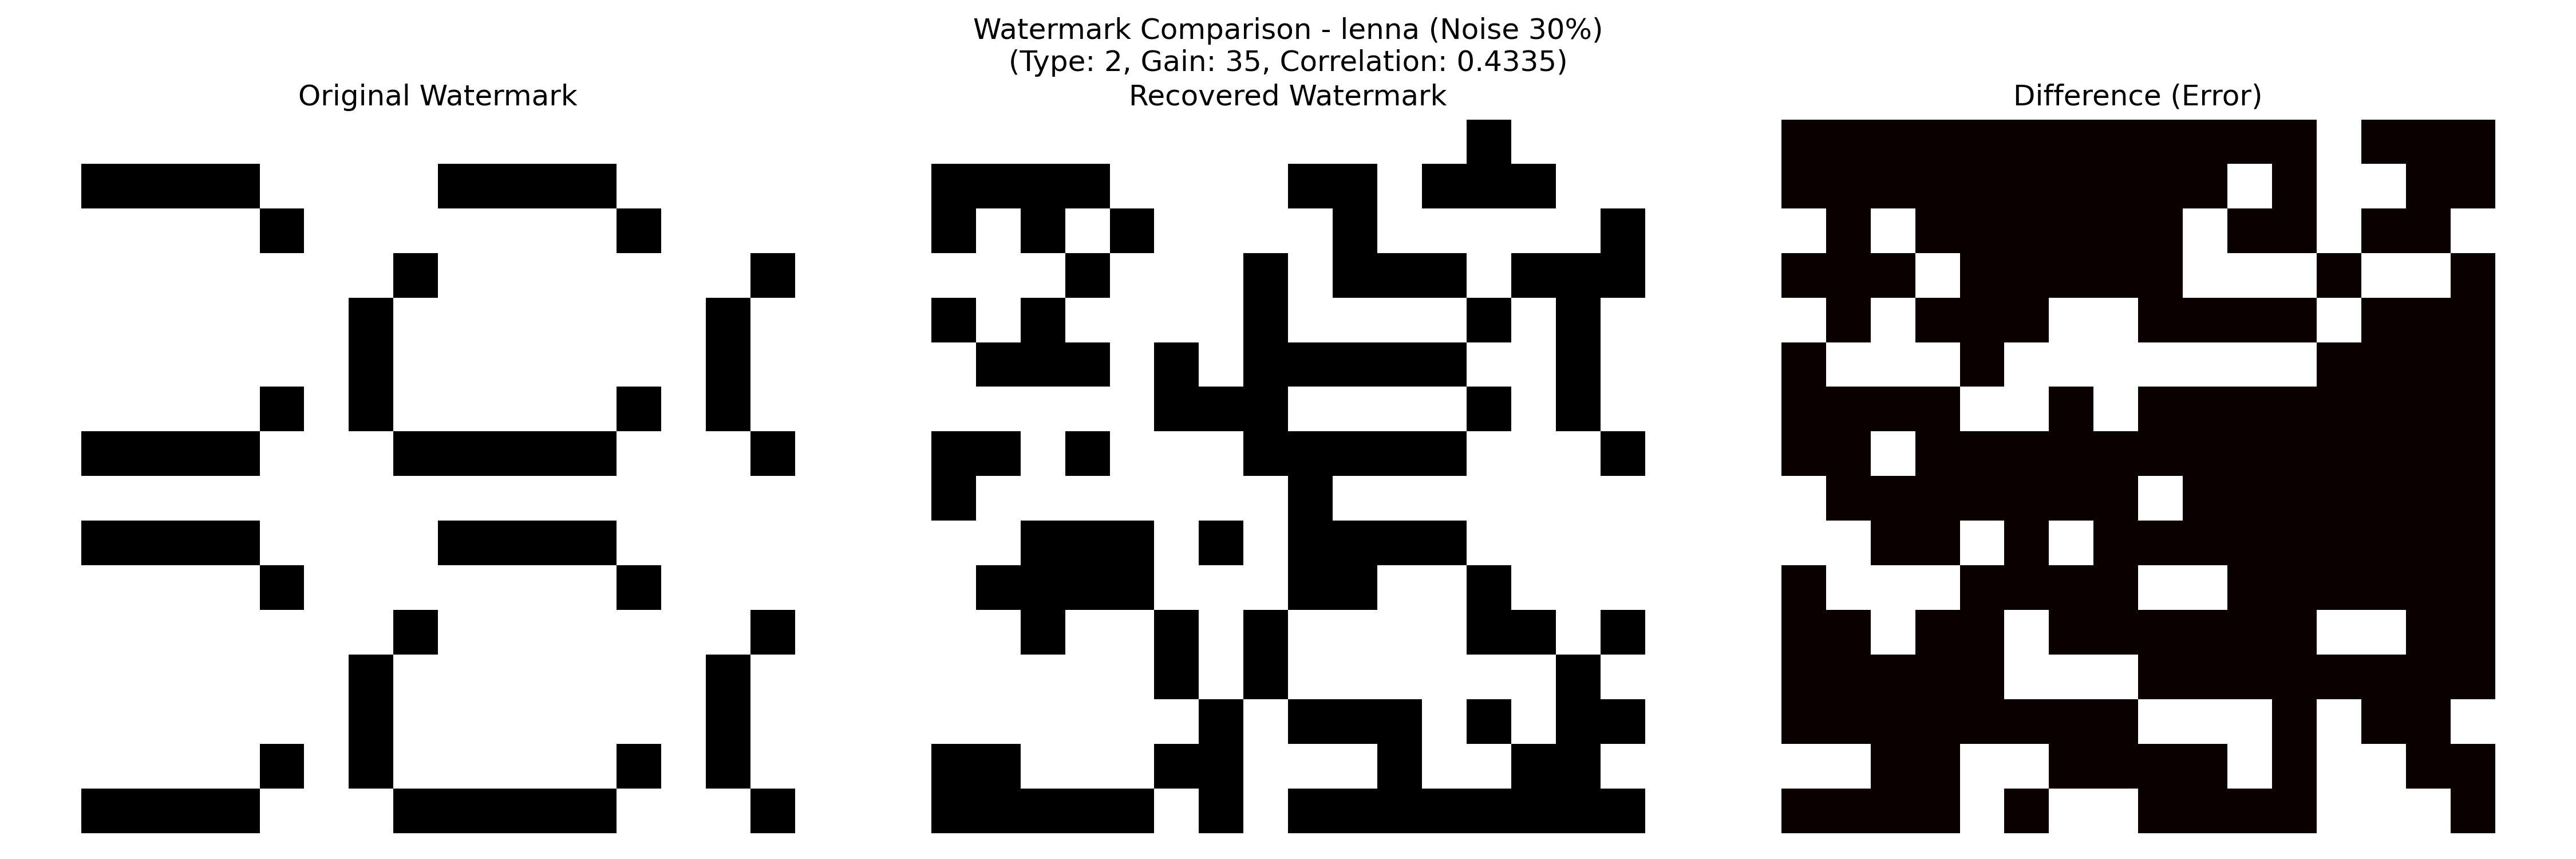 Watermark Comparison - lenna (Noise 30%)
(Type: 2, Gain: 35, Correlation: 0.4335)
Original Watermark
Recovered Watermark
Difference (Error)